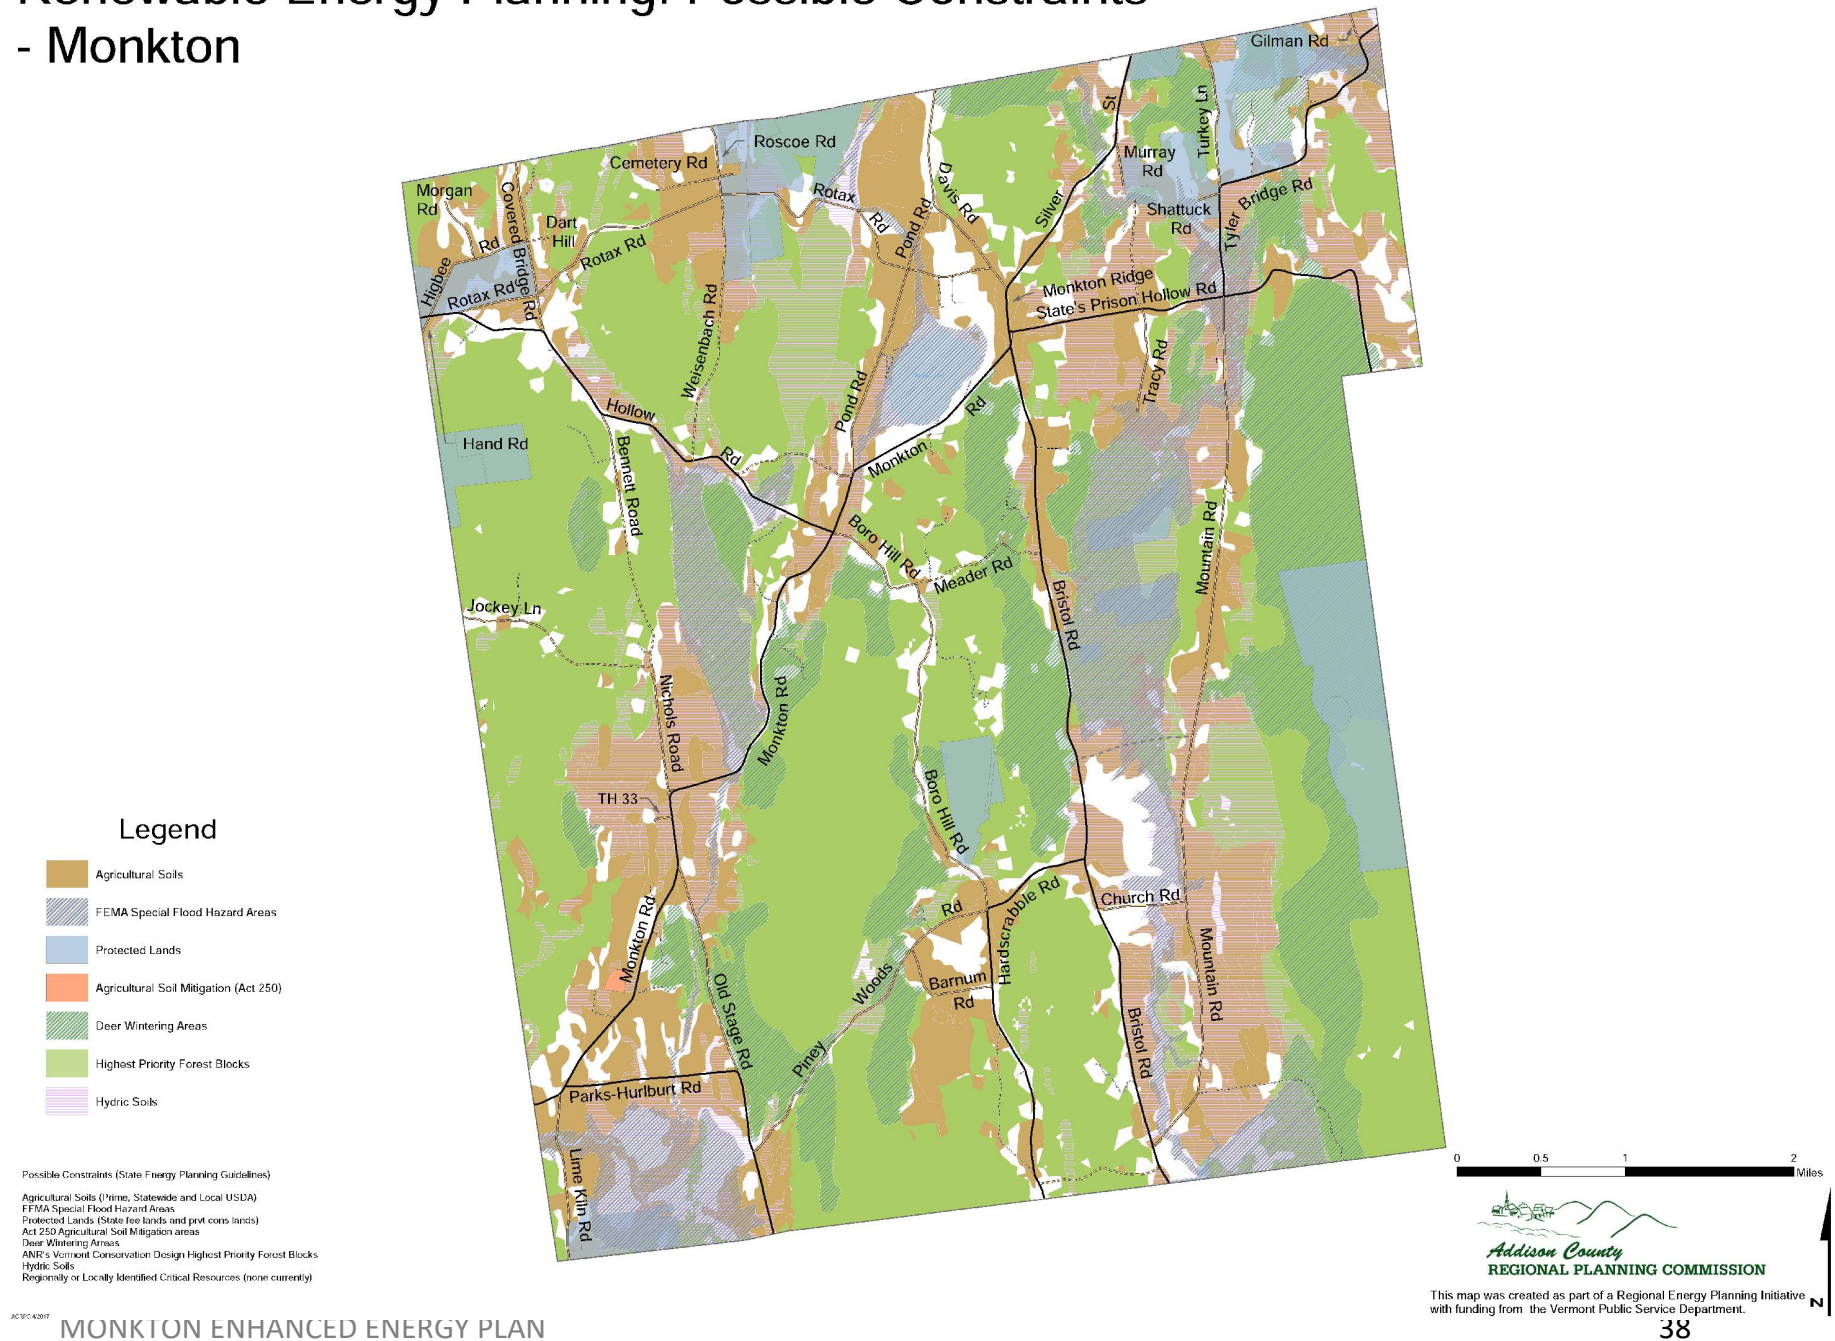 Renewable Energy Planning: Possible Constraints
- Monkton
Gilman Rd
St
Turkey Ln
Roscoe Rd
Cemetery Rd
Murray
Rd
Morgan
Rd
Covered Bridge Rd
Dart
Hill
Rotax
Rd
Davis Rd
Silver
Shattuck
Rd
Tyler Bridge Rd
Pond Rd
Higbee
Rd
Rotax Rd
Rotax Rd
Monkton Ridge
State's Prison Hollow Rd
Weisenbach Rd
Tracy Rd
Pond Rd
Hollow
Rd
Rd
Monkton
Hand Rd
Bennett Road
Boro Hill Rd
Meader Rd
Mountain Rd
Jockey Ln
Bristol Rd
Nichols Road
Monkton Rd
TH 33
Boro Hill Rd
Monkton Rd
Hardscrabble Rd
Church Rd
Rd
Woods
Piney
Barnum
Rd
Mountain Rd
Old Stage Rd
Bristol Rd
Parks-Hurlburt Rd
Lime Kiln Rd
Legend
Agricultural Soils
FEMA Special Flood Hazard Areas
Protected Lands
Agricultural Soil Mitigation (Act 250)
Deer Wintering Areas
Highest Priority Forest Blocks
Hydric Soils
Possible Constraints (State Energy Planning Guidelines)
Agricultural Soils (Prime, Statewide and Local USDA)
FEMA Special Flood Hazard Areas
Protected Lands (State fee lands and prvt cons lands)
Act 250 Agricultural Soil Mitigation areas
Deer Wintering Arreas
ANR's Vermont Conservation Design Highest Priority Forest Blocks
Hydric Soils
Regionally or Locally Identified Critical Resources (none currently)
0 0.5 1 2
Miles
Addison County
REGIONAL PLANNING COMMISSION
This map was created as part of a Regional Energy Planning Initiative
with funding from the Vermont Public Service Department.
N
ACRPC 4/2017
MONKTON ENHANCED ENERGY PLAN
38